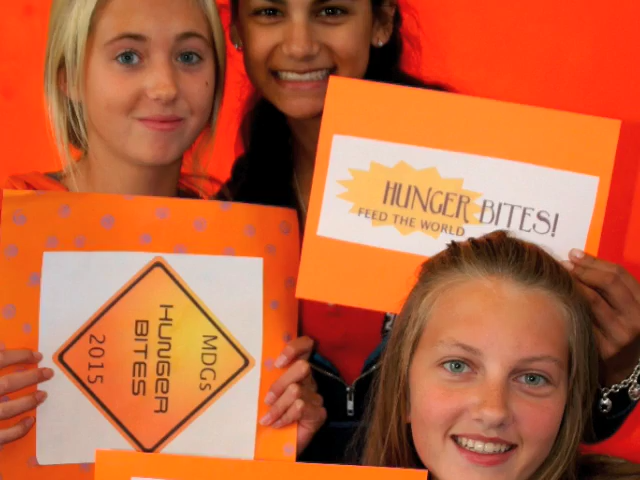 HUNGER BITES!
FEED THE WORLD
MDGs
HUNGER
BITES
2015